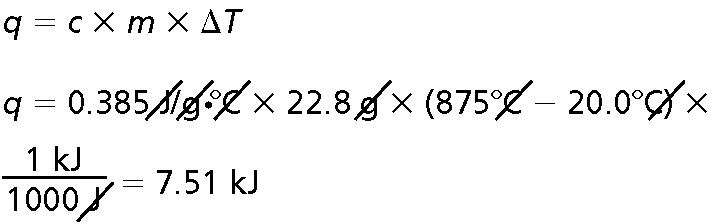 q = c × m × ΔT
q = 0.385 J/g•°C × 22.8 g × (875°C − 20.0°C) ×
1 kJ
1000 J = 7.51 kJ